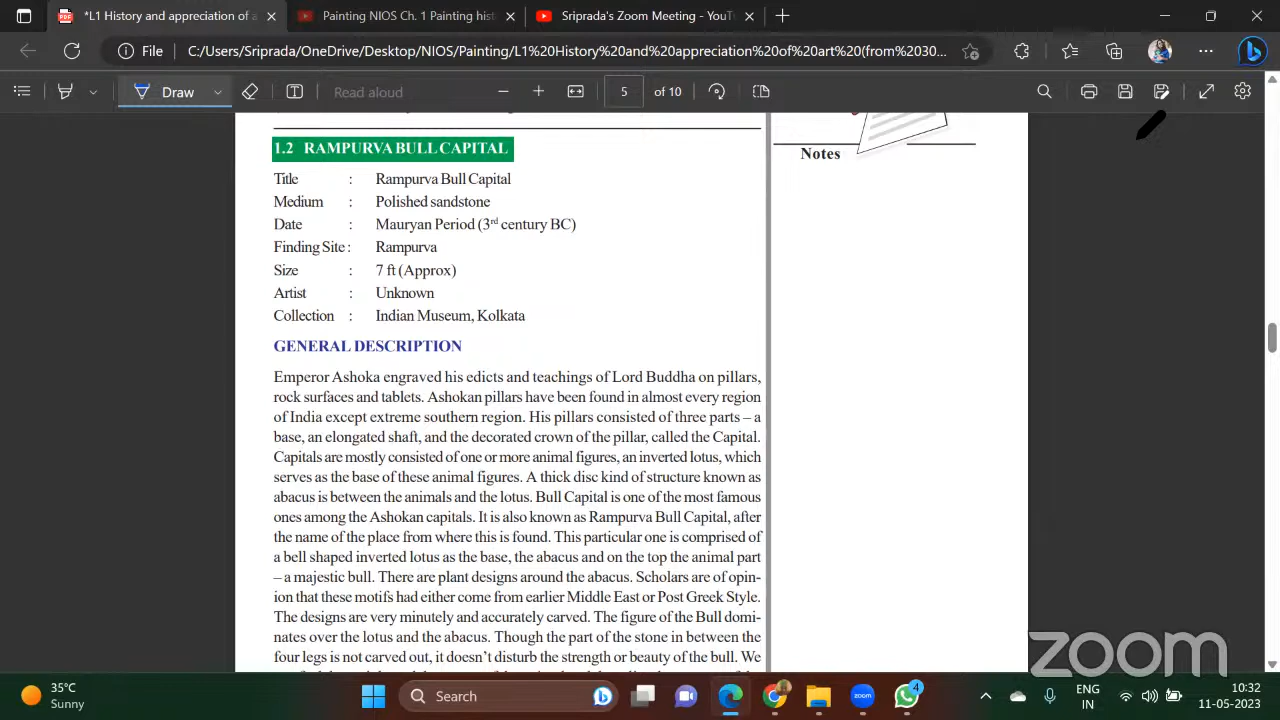 *L1 History and appreciation of a
Painting NIOS Ch. 1 Painting his
Sriprada's Zoom Meeting - YouT
File
C:/Users/Sriprada/OneDrive/Desktop/NIOS/Painting/L1%20History%20and%20appreciation%20of%20art%20(from%2030...
Draw
Read aloud
5
of 10
1.2 RAMPURVA BULL CAPITAL
Notes
Title : Rampurva Bull Capital
Medium : Polished sandstone
Date : Mauryan Period (3rd century BC)
Finding Site : Rampurva
Size : 7 ft (Approx)
Artist : Unknown
Collection : Indian Museum, Kolkata
GENERAL DESCRIPTION
Emperor Ashoka engraved his edicts and teachings of Lord Buddha on pillars,
rock surfaces and tablets. Ashokan pillars have been found in almost every region
of India except extreme southern region. His pillars consisted of three parts – a
base, an elongated shaft, and the decorated crown of the pillar, called the Capital.
Capitals are mostly consisted of one or more animal figures, an inverted lotus, which
serves as the base of these animal figures. A thick disc kind of structure known as
abacus is between the animals and the lotus. Bull Capital is one of the most famous
ones among the Ashokan capitals. It is also known as Rampurva Bull Capital, after
the name of the place from where this is found. This particular one is comprised of
a bell shaped inverted lotus as the base, the abacus and on the top the animal part
– a majestic bull. There are plant designs around the abacus. Scholars are of opin-
ion that these motifs had either come from earlier Middle East or Post Greek Style.
The designs are very minutely and accurately carved. The figure of the Bull domi-
nates over the lotus and the abacus. Though the part of the stone in between the
four legs is not carved out, it doesn't disturb the strength or beauty of the bull. We
zoom
35°C
Sunny
Search
zoom
4
ENG
IN
10:32
11-05-2023